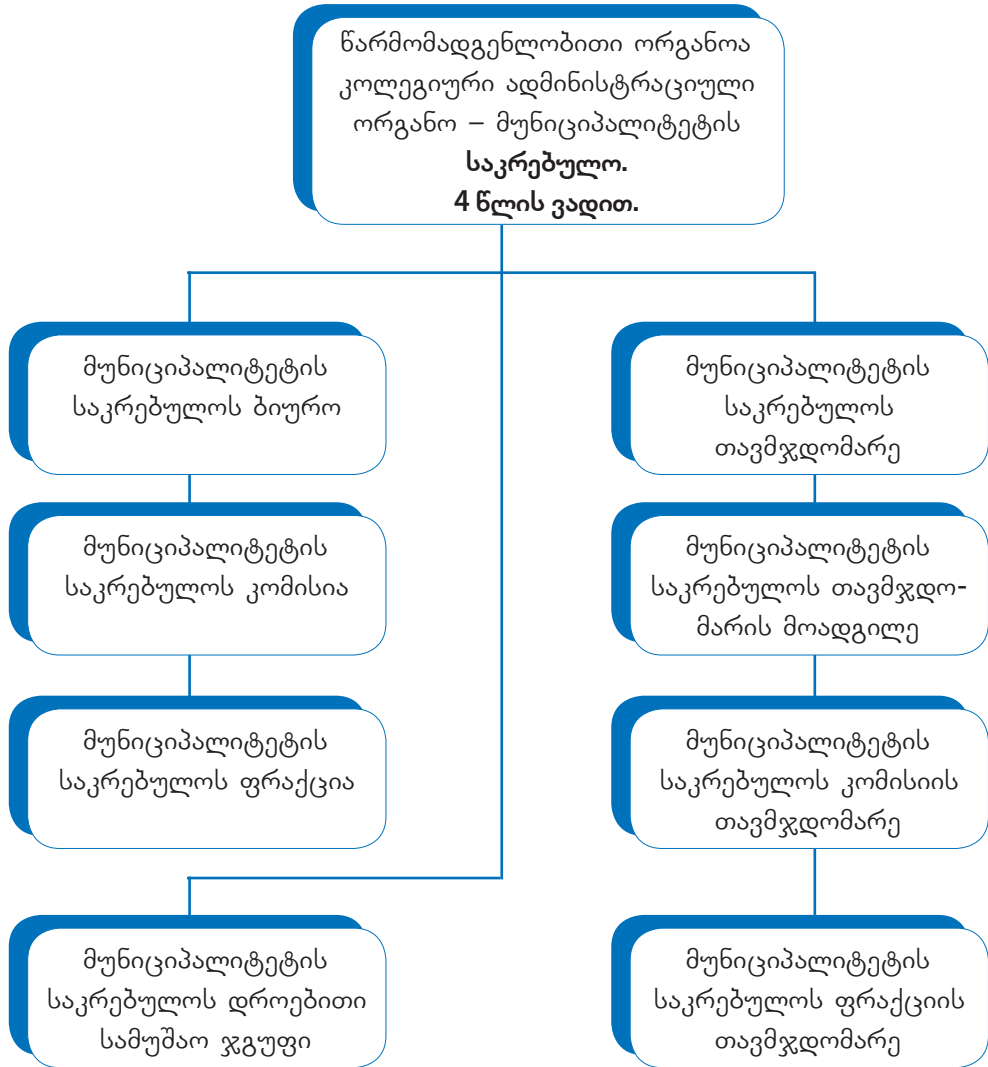 წარმომადგენლობითი ორგანოა
კოლეგიური ადმინისტრაციული
ორგანო – მუნიციპალიტეტის
საკრებულო.
4 წლის ვადით.
მუნიციპალიტეტის
საკრებულოს ბიურო
მუნიციპალიტეტის
საკრებულოს კომისია
მუნიციპალიტეტის
საკრებულოს ფრაქცია
მუნიციპალიტეტის
საკრებულოს დროებითი
სამუშაო ჯგუფი
მუნიციპალიტეტის
საკრებულოს
თავმჯდომარე
მუნიციპალიტეტის
საკრებულოს თავმჯდო-
მარის მოადგილე
მუნიციპალიტეტის
საკრებულოს კომისიის
თავმჯდომარე
მუნიციპალიტეტის
საკრებულოს ფრაქციის
თავმჯდომარე